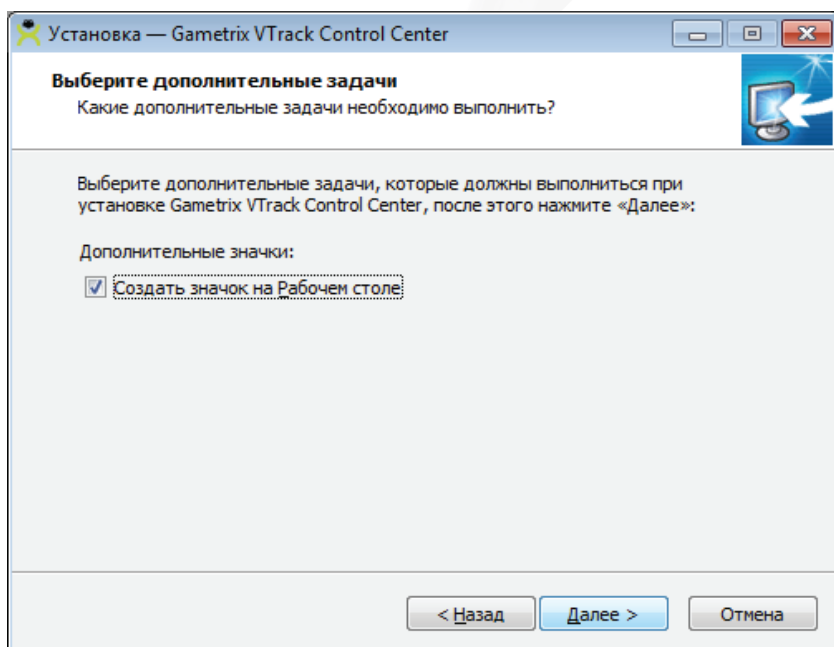 Установка — Gametrix VTrack Control Center
Выберите дополнительные задачи
Какие дополнительные задачи необходимо выполнить?
Выберите дополнительные задачи, которые должны выполниться при
установке Gametrix VTrack Control Center, после этого нажмите «Далее»:
Дополнительные значки:
Создать значок на Рабочем столе
< Назад Далее > Отмена